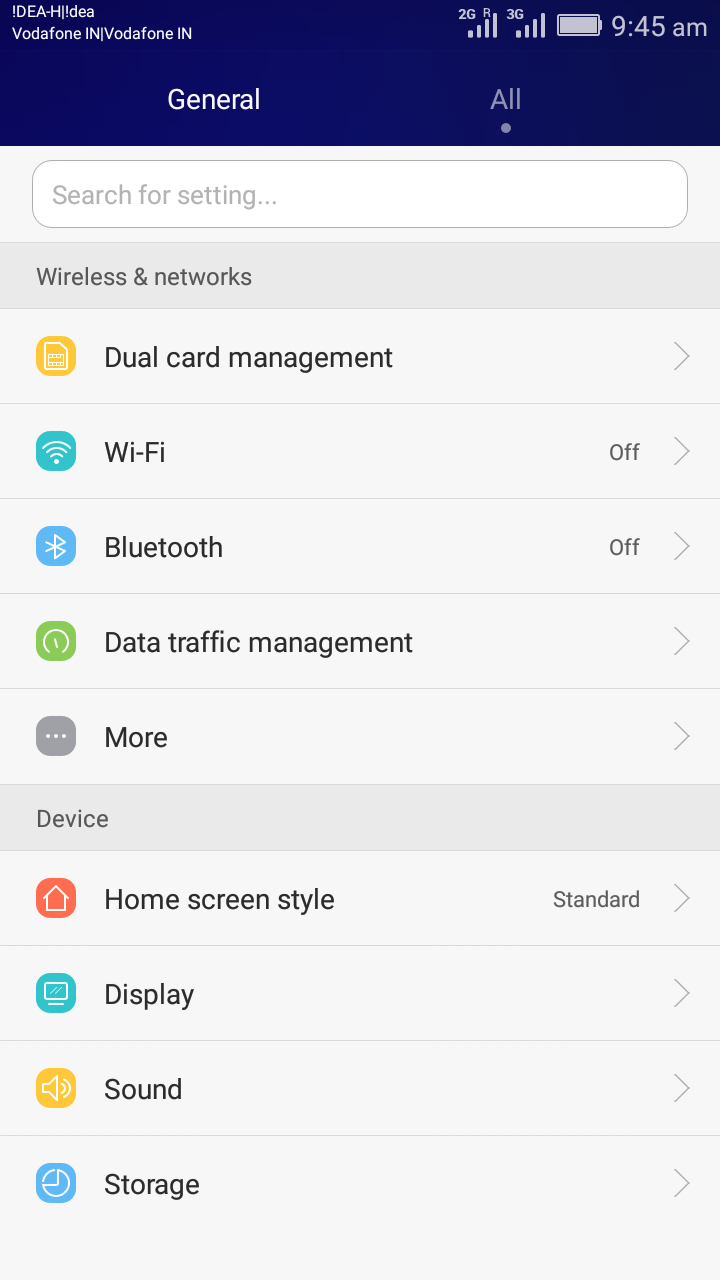 !DEA-H|!dea
Vodafone IN|Vodafone IN
2G R 3G 9:45 am
General All
Search for setting...
Wireless & networks
Dual card management
Wi-Fi Off
Bluetooth Off
Data traffic management
More
Device
Home screen style Standard
Display
Sound
Storage